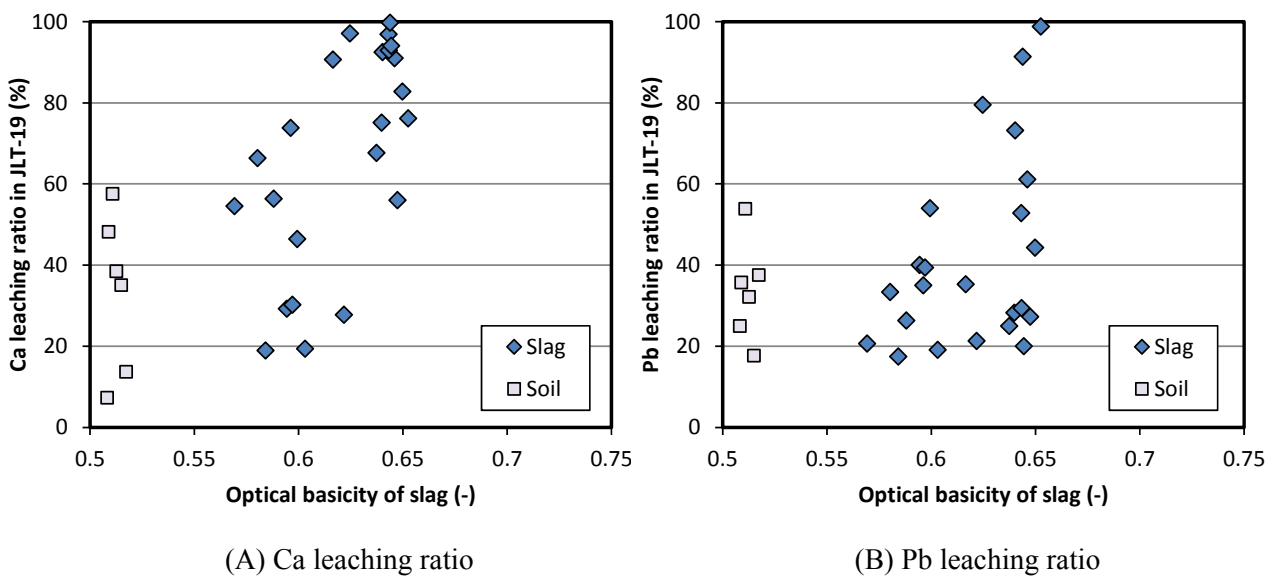 Ca leaching ratio in JLT-19 (%)
100
80
60
40
20
0
0.5 0.55 0.6 0.65 0.7 0.75
Optical basicity of slag (-)
Slag
Soil
(A) Ca leaching ratio
Pb leaching ratio in JLT-19 (%)
100
80
60
40
20
0
0.5 0.55 0.6 0.65 0.7 0.75
Optical basicity of slag (-)
Slag
Soil
(B) Pb leaching ratio